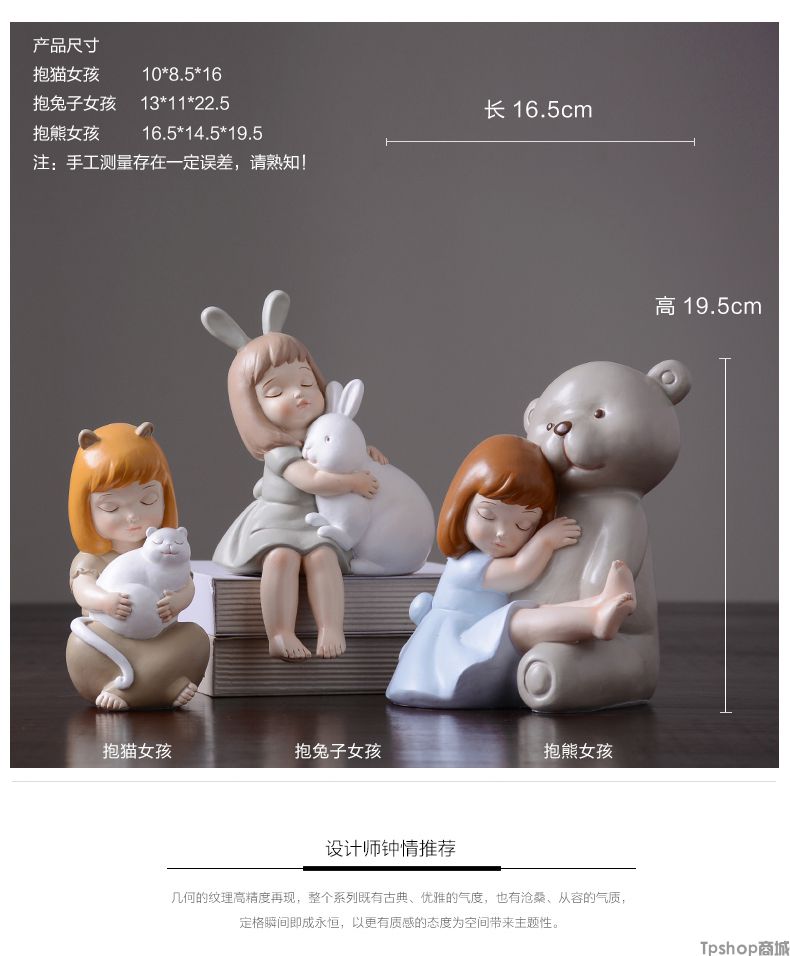 产品尺寸
抱猫女孩 10*8.5*16
抱兔子女孩 13*11*22.5
抱熊女孩 16.5*14.5*19.5
注：手工测量存在一定误差，请熟知！
长 16.5cm
高 19.5cm
抱猫女孩 抱兔子女孩 抱熊女孩
设计师钟情推荐
几何的纹理高精度再现，整个系列既有古典、优雅的气度，也有沧桑、从容的气质，
定格瞬间即成永恒，以更有质感的态度为空间带来主题性。
Tpshop商城